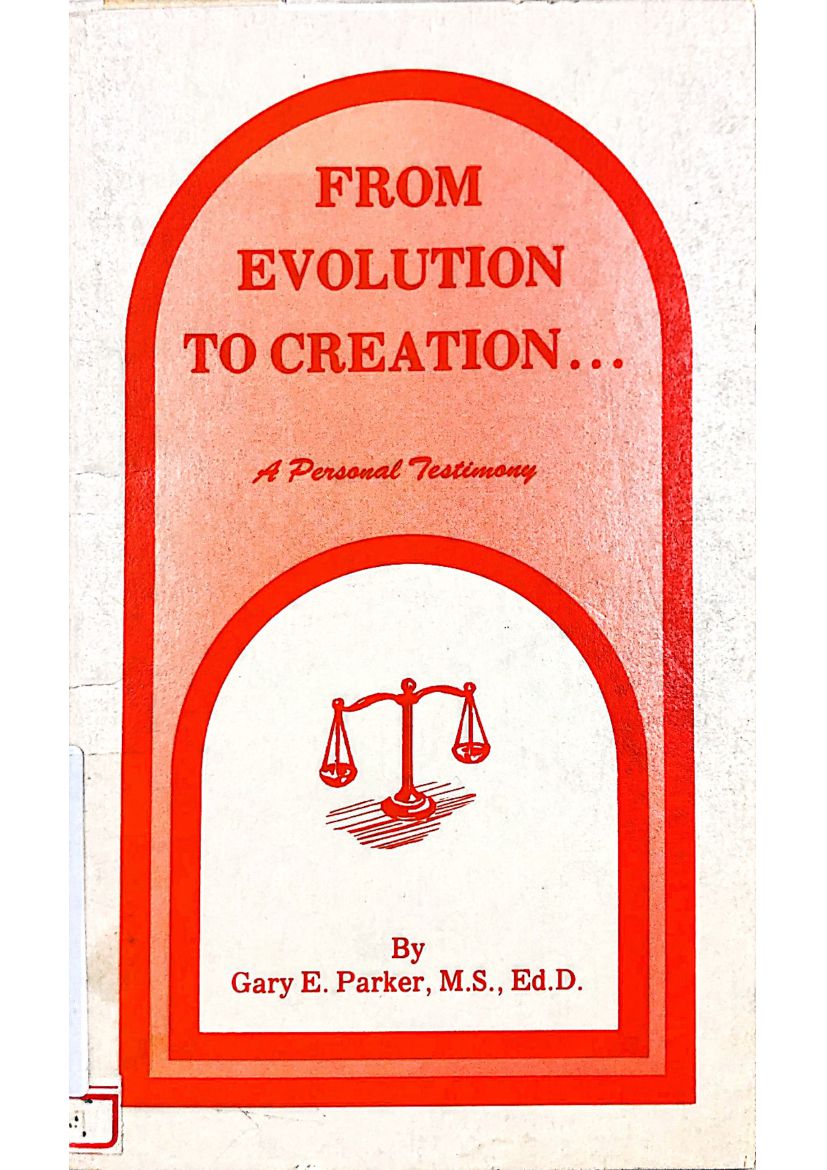 FROM
EVOLUTION
TO CREATION...
A Personal Testimony
By
Gary E. Parker, M.S., Ed.D.